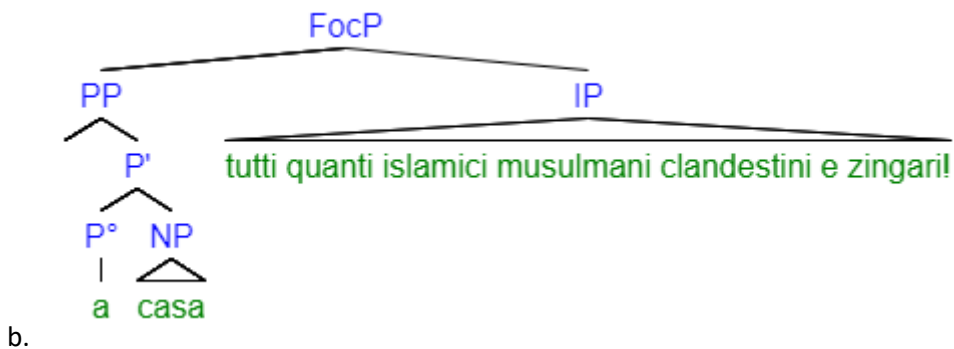 FocP
PP IP
P' tutti quanti islamici musulmani clandestini e zingari!
P° NP
a casa
b.